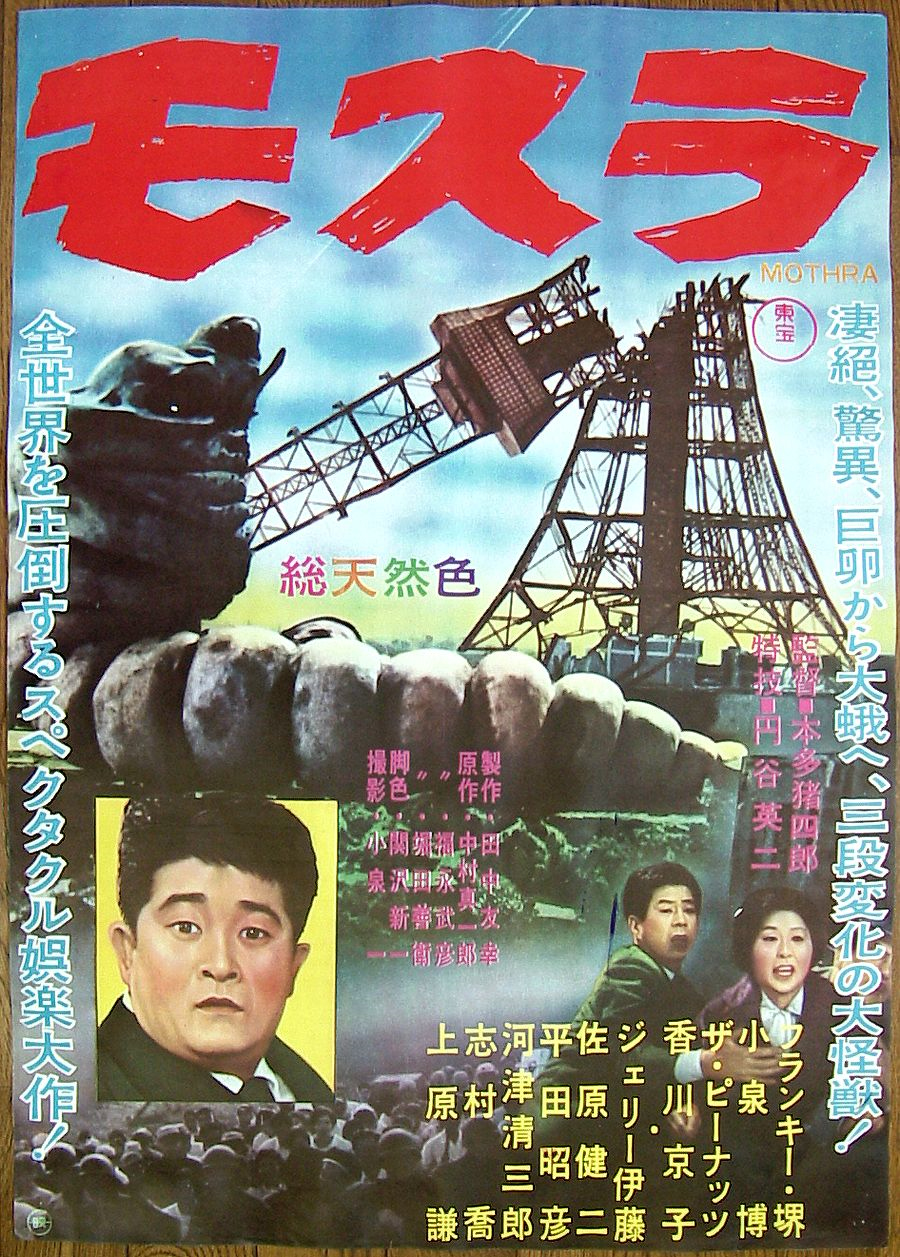 モスラ
MOTHRA
東宝
凄絶、驚異、巨卵から大蛾へ、三段変化の大怪獣！
全世界を圧倒するスペクタクル娯楽大作！
総天然色
監督■本多猪四郎
特技■円谷英二
製作・田中友幸
原作・中村真一郎
〃・福永武彦
〃・堀田善衛
脚色・関沢新一
撮影・小泉一
フランキー・堺
小泉博
ザ・ピーナッツ
香川京子
ジェリー伊藤
佐原健二
平田昭彦
河津清三郎
志村喬
上原謙